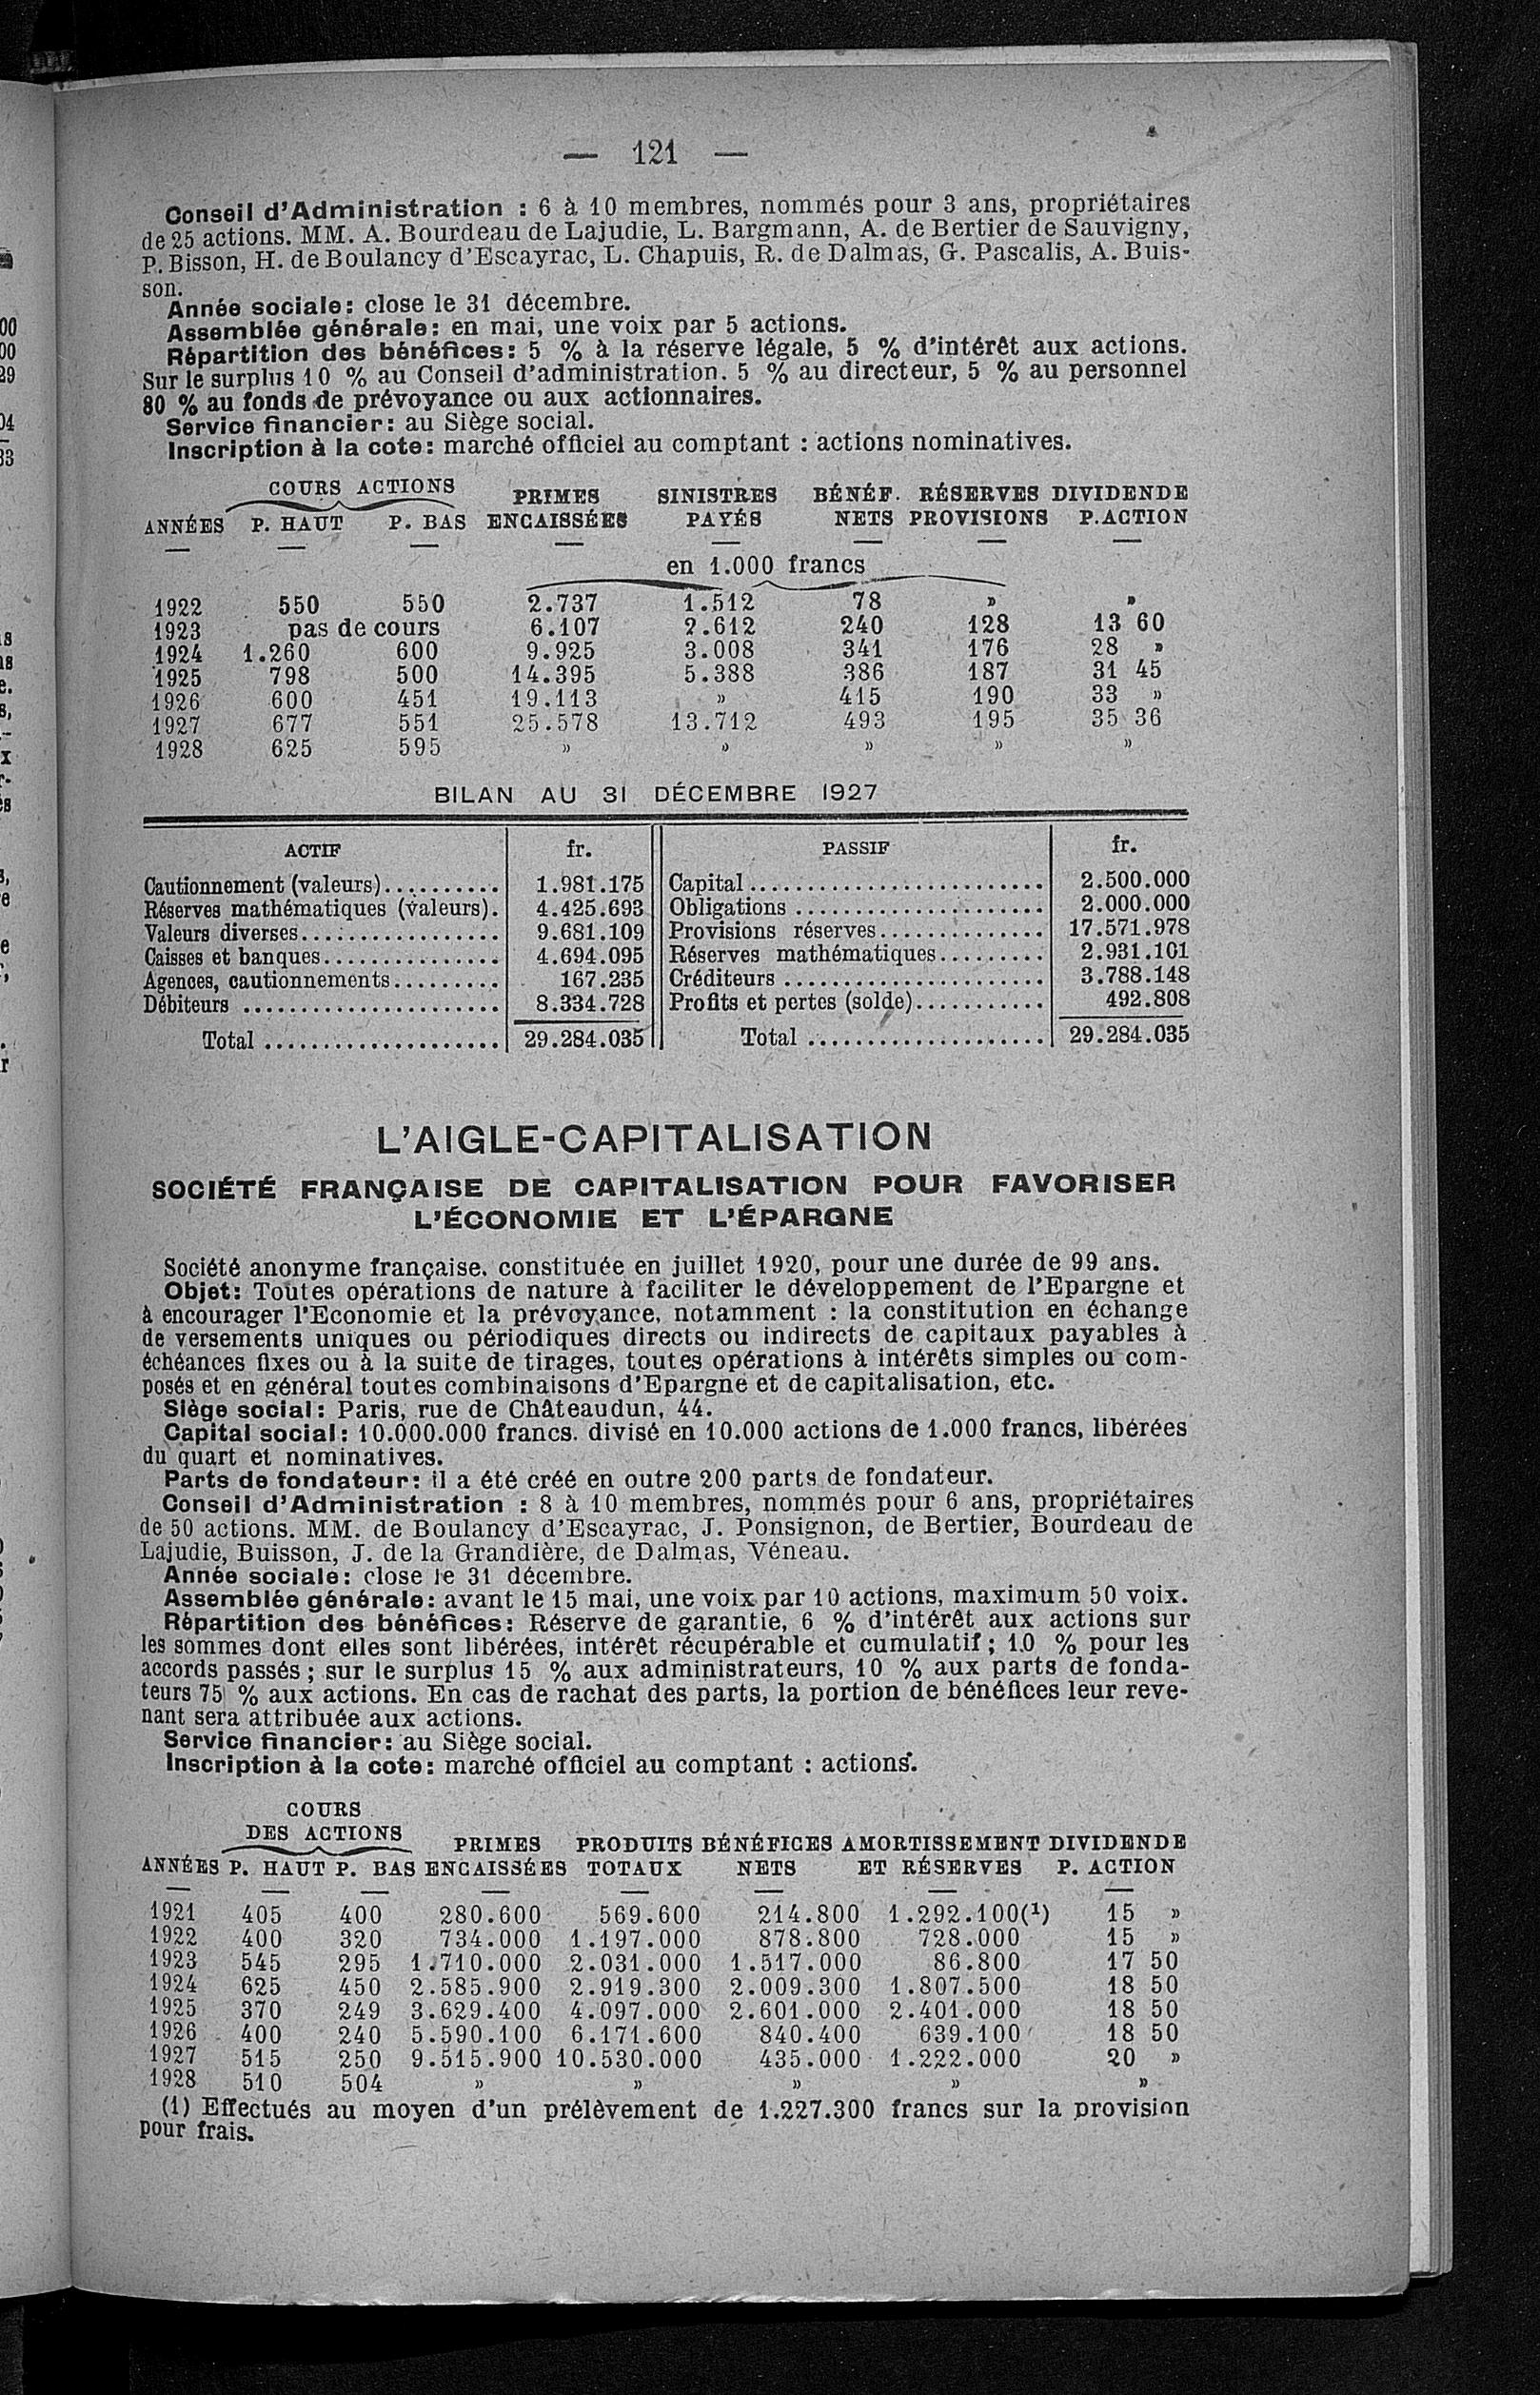 — 121 —
Conseil d'Administration : 6 à 10 membres, nommés pour 3 ans, propriétaires
de 25 actions. MM. A. Bourdeau de Lajudie, L. Bargmann, A. de Bertier de Sauvigny,
P. Bisson, H. de Boulancy d'Escayrac, L. Chapuis, R. de Dalmas, G. Pascalis, A. Buis-
son.
Année sociale: close le 31 décembre.
Assemblée générale: en mai, une voix par 5 actions.
Répartition des bénéfices: 5 % à la réserve légale, 5 % d'intérêt aux actions.
Sur le surplus 10 % au Conseil d'administration. 5 % au directeur, 5 % au personnel
80 % au fonds de prévoyance ou aux actionnaires.
Service financier: au Siège social.
Inscription à la cote: marché officiel au comptant : actions nominatives.
COURS ACTIONS PRIMES SINISTRES BÉNÉF. RÉSERVES DIVIDENDE
ANNÉES P. HAUT P. BAS ENCAISSÉES PAYÉS NETS PROVISIONS P.ACTION
en 1.000 francs
1922 550 550 2.737 1.512 78 » »
1923 pas de cours 6.107 2.612 240 128 13 60
1924 1.260 600 9.925 3.008 341 176 28 »
1925 798 500 14.395 5.388 386 187 31 45
1926 600 451 19.113 » 415 190 33 »
1927 677 551 25.578 13.712 493 195 35 36
1928 625 595 » » » » »
BILAN AU 31 DÉCEMBRE 1927
ACTIF fr. PASSIF fr.
Cautionnement (valeurs).......... 1.981.175 Capital.......................... 2.500.000
Réserves mathématiques (valeurs). 4.425.693 Obligations ...................... 2.000.000
Valeurs diverses.................. 9.681.109 Provisions réserves............... 17.571.978
Caisses et banques................ 4.694.095 Réserves mathématiques.......... 2.931.101
Agences, cautionnements.......... 167.235 Créditeurs ....................... 3.788.148
Débiteurs ....................... 8.334.728 Profits et pertes (solde)............ 492.808
Total ..................... 29.284.035 Total ..................... 29.284.035
L'AIGLE-CAPITALISATION
SOCIÉTÉ FRANÇAISE DE CAPITALISATION POUR FAVORISER
L'ÉCONOMIE ET L'ÉPARGNE
Société anonyme française. constituée en juillet 1920, pour une durée de 99 ans.
Objet: Toutes opérations de nature à faciliter le développement de l'Epargne et
à encourager l'Economie et la prévoyance, notamment : la constitution en échange
de versements uniques ou périodiques directs ou indirects de capitaux payables à
échéances fixes ou à la suite de tirages, toutes opérations à intérêts simples ou com-
posés et en général toutes combinaisons d'Epargne et de capitalisation, etc.
Siège social: Paris, rue de Châteaudun, 44.
Capital social: 10.000.000 francs. divisé en 10.000 actions de 1.000 francs, libérées
du quart et nominatives.
Parts de fondateur: il a été créé en outre 200 parts de fondateur.
Conseil d'Administration : 8 à 10 membres, nommés pour 6 ans, propriétaires
de 50 actions. MM. de Boulancy d'Escayrac, J. Ponsignon, de Bertier, Bourdeau de
Lajudie, Buisson, J. de la Grandière, de Dalmas, Véneau.
Année sociale: close le 31 décembre.
Assemblée générale: avant le 15 mai, une voix par 10 actions, maximum 50 voix.
Répartition des bénéfices: Réserve de garantie, 6 % d'intérêt aux actions sur
les sommes dont elles sont libérées, intérêt récupérable et cumulatif ; 10 % pour les
accords passés ; sur le surplus 15 % aux administrateurs, 10 % aux parts de fonda-
teurs 75 % aux actions. En cas de rachat des parts, la portion de bénéfices leur reve-
nant sera attribuée aux actions.
Service financier: au Siège social.
Inscription à la cote: marché officiel au comptant : actions.
COURS
DES ACTIONS PRIMES PRODUITS BÉNÉFICES AMORTISSEMENT DIVIDENDE
ANNÉES P. HAUT P. BAS ENCAISSÉES TOTAUX NETS ET RÉSERVES P. ACTION
1921 405 400 280.600 569.600 214.800 1.292.100(1) 15 »
1922 400 320 734.000 1.197.000 878.800 728.000 15 »
1923 545 295 1.710.000 2.031.000 1.517.000 86.800 17 50
1924 625 450 2.585.900 2.919.300 2.009.300 1.807.500 18 50
1925 370 249 3.629.400 4.097.000 2.601.000 2.401.000 18 50
1926 400 240 5.590.100 6.171.600 840.400 639.100 18 50
1927 515 250 9.515.900 10.530.000 435.000 1.222.000 20 »
1928 510 504 » » » » »
(1) Effectués au moyen d'un prélèvement de 1.227.300 francs sur la provision
pour frais.